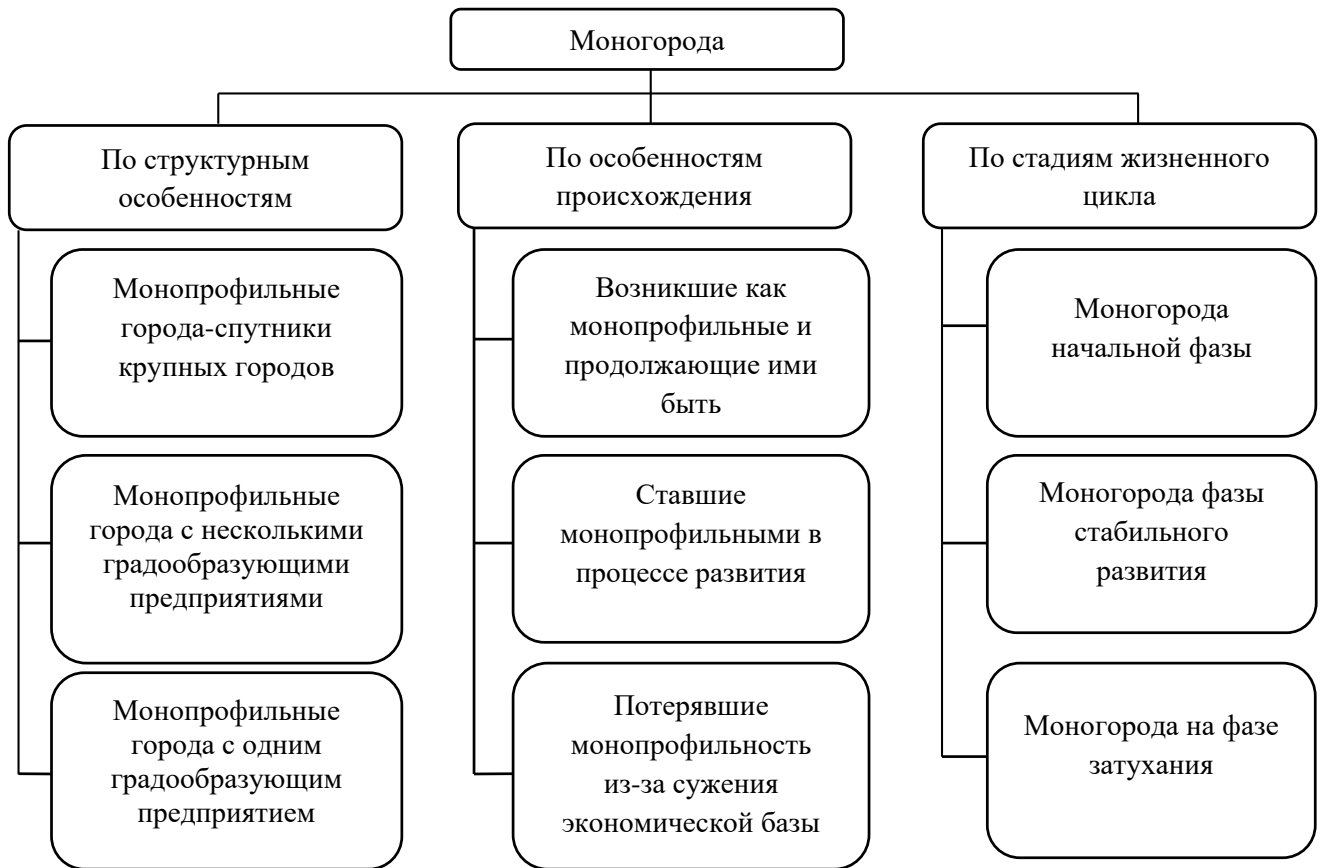 Моногорода
По структурным
особенностям
По особенностям
происхождения
По стадиям жизненного
цикла
Монопрофильные
города-спутники
крупных городов
Возникшие как
монопрофильные и
продолжающие ими
быть
Моногорода
начальной фазы
Монопрофильные
города с несколькими
градообразующими
предприятиями
Ставшие
монопрофильными в
процессе развития
Моногорода фазы
стабильного
развития
Монопрофильные
города с одним
градообразующим
предприятием
Потерявшие
монопрофильность
из-за сужения
экономической базы
Моногорода на фазе
затухания